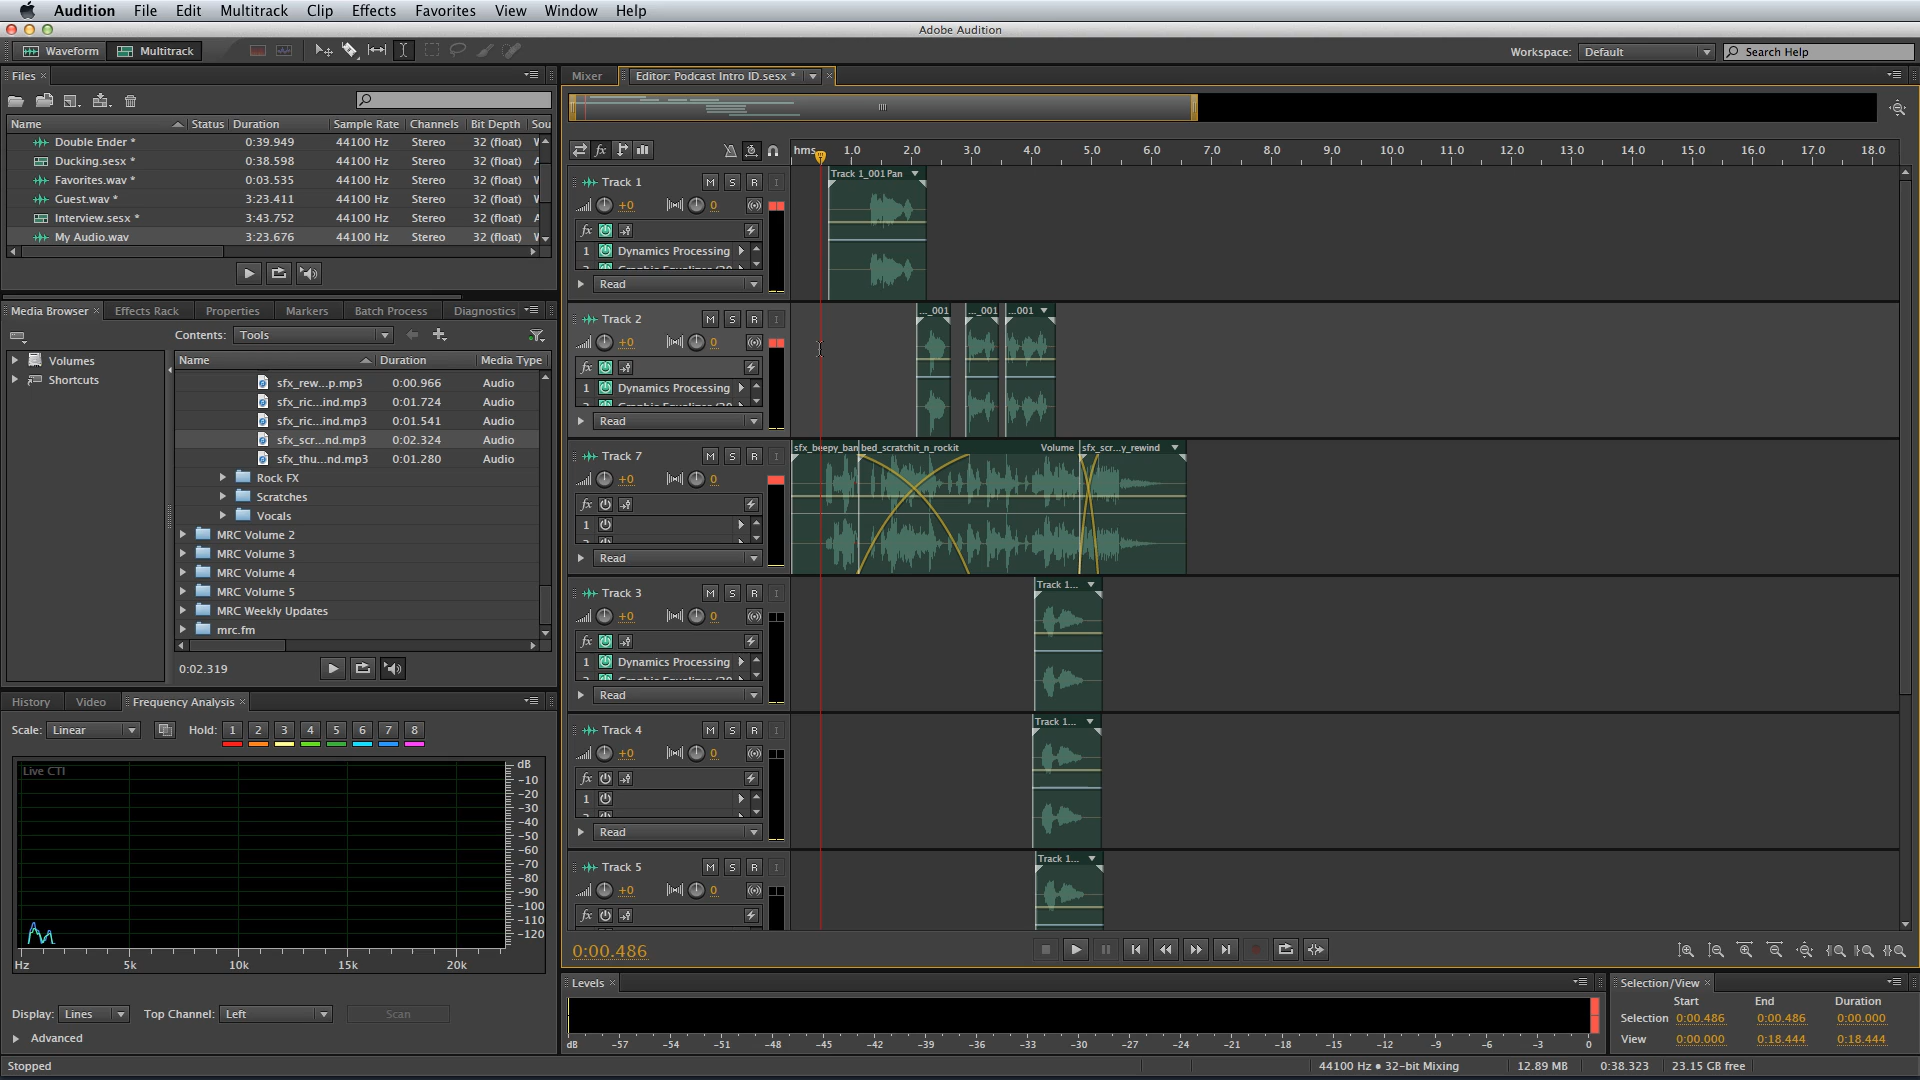 Audition File Edit Multitrack Clip Effects Favorites View Window Help
Adobe Audition
Waveform Multitrack Workspace: Default Search Help
Files Mixer Editor: Podcast Intro ID.sesx *
Name Status Duration Sample Rate Channels Bit Depth Sou
Double Ender * 0:39.949 44100 Hz Stereo 32 (float)
Ducking.sesx * 0:38.598 44100 Hz Stereo 32 (float)
Favorites.wav * 0:03.535 44100 Hz Stereo 32 (float)
Guest.wav * 3:23.411 44100 Hz Stereo 32 (float)
Interview.sesx * 3:43.752 44100 Hz Stereo 32 (float)
My Audio.wav 3:23.676 44100 Hz Stereo 32 (float)
Media Browser Effects Rack Properties Markers Batch Process Diagnostics
Contents: Tools
Volumes
Shortcuts
Name Duration Media Type
sfx_rew...p.mp3 0:00.966 Audio
sfx_ric...ind.mp3 0:01.724 Audio
sfx_ric...ind.mp3 0:01.541 Audio
sfx_scr...nd.mp3 0:02.324 Audio
sfx_thu...nd.mp3 0:01.280 Audio
Rock FX
Scratches
Vocals
MRC Volume 2
MRC Volume 3
MRC Volume 4
MRC Volume 5
MRC Weekly Updates
mrc.fm
0:02.319
History Video Frequency Analysis
Scale: Linear Hold: 1 2 3 4 5 6 7 8
Live CTI
dB
-10
-20
-30
-40
-50
-60
-70
-80
-90
-100
-110
-120
Hz 5k 10k 15k 20k
Display: Lines Top Channel: Left Scan
Advanced
fx hms 1.0 2.0 3.0 4.0 5.0 6.0 7.0 8.0 9.0 10.0 11.0 12.0 13.0 14.0 15.0 16.0 17.0 18.0
Track 1 M S R I
+0 0
fx
1 Dynamics Processing
Read
Track 1_001 Pan
Track 2 M S R I
+0 0
fx
1 Dynamics Processing
Read
..._001 ..._001 ...001
Track 7 M S R I
+0 0
fx
1
Read
sfx_beepy_ban bed_scratchit_n_rockit Volume sfx_scr...y_rewind
Track 3 M S R I
+0 0
fx
1 Dynamics Processing
Read
Track 1...
Track 4 M S R I
+0 0
fx
1
Read
Track 1...
Track 5 M S R I
+0 0
fx
Track 1...
0:00.486
Levels
dB -57 -54 -51 -48 -45 -42 -39 -36 -33 -30 -27 -24 -21 -18 -15 -12 -9 -6 -3 0
Selection/View
Start End Duration
Selection 0:00.486 0:00.486 0:00.000
View 0:00.000 0:18.444 0:18.444
Stopped 44100 Hz • 32-bit Mixing 12.89 MB 0:38.323 23.15 GB free